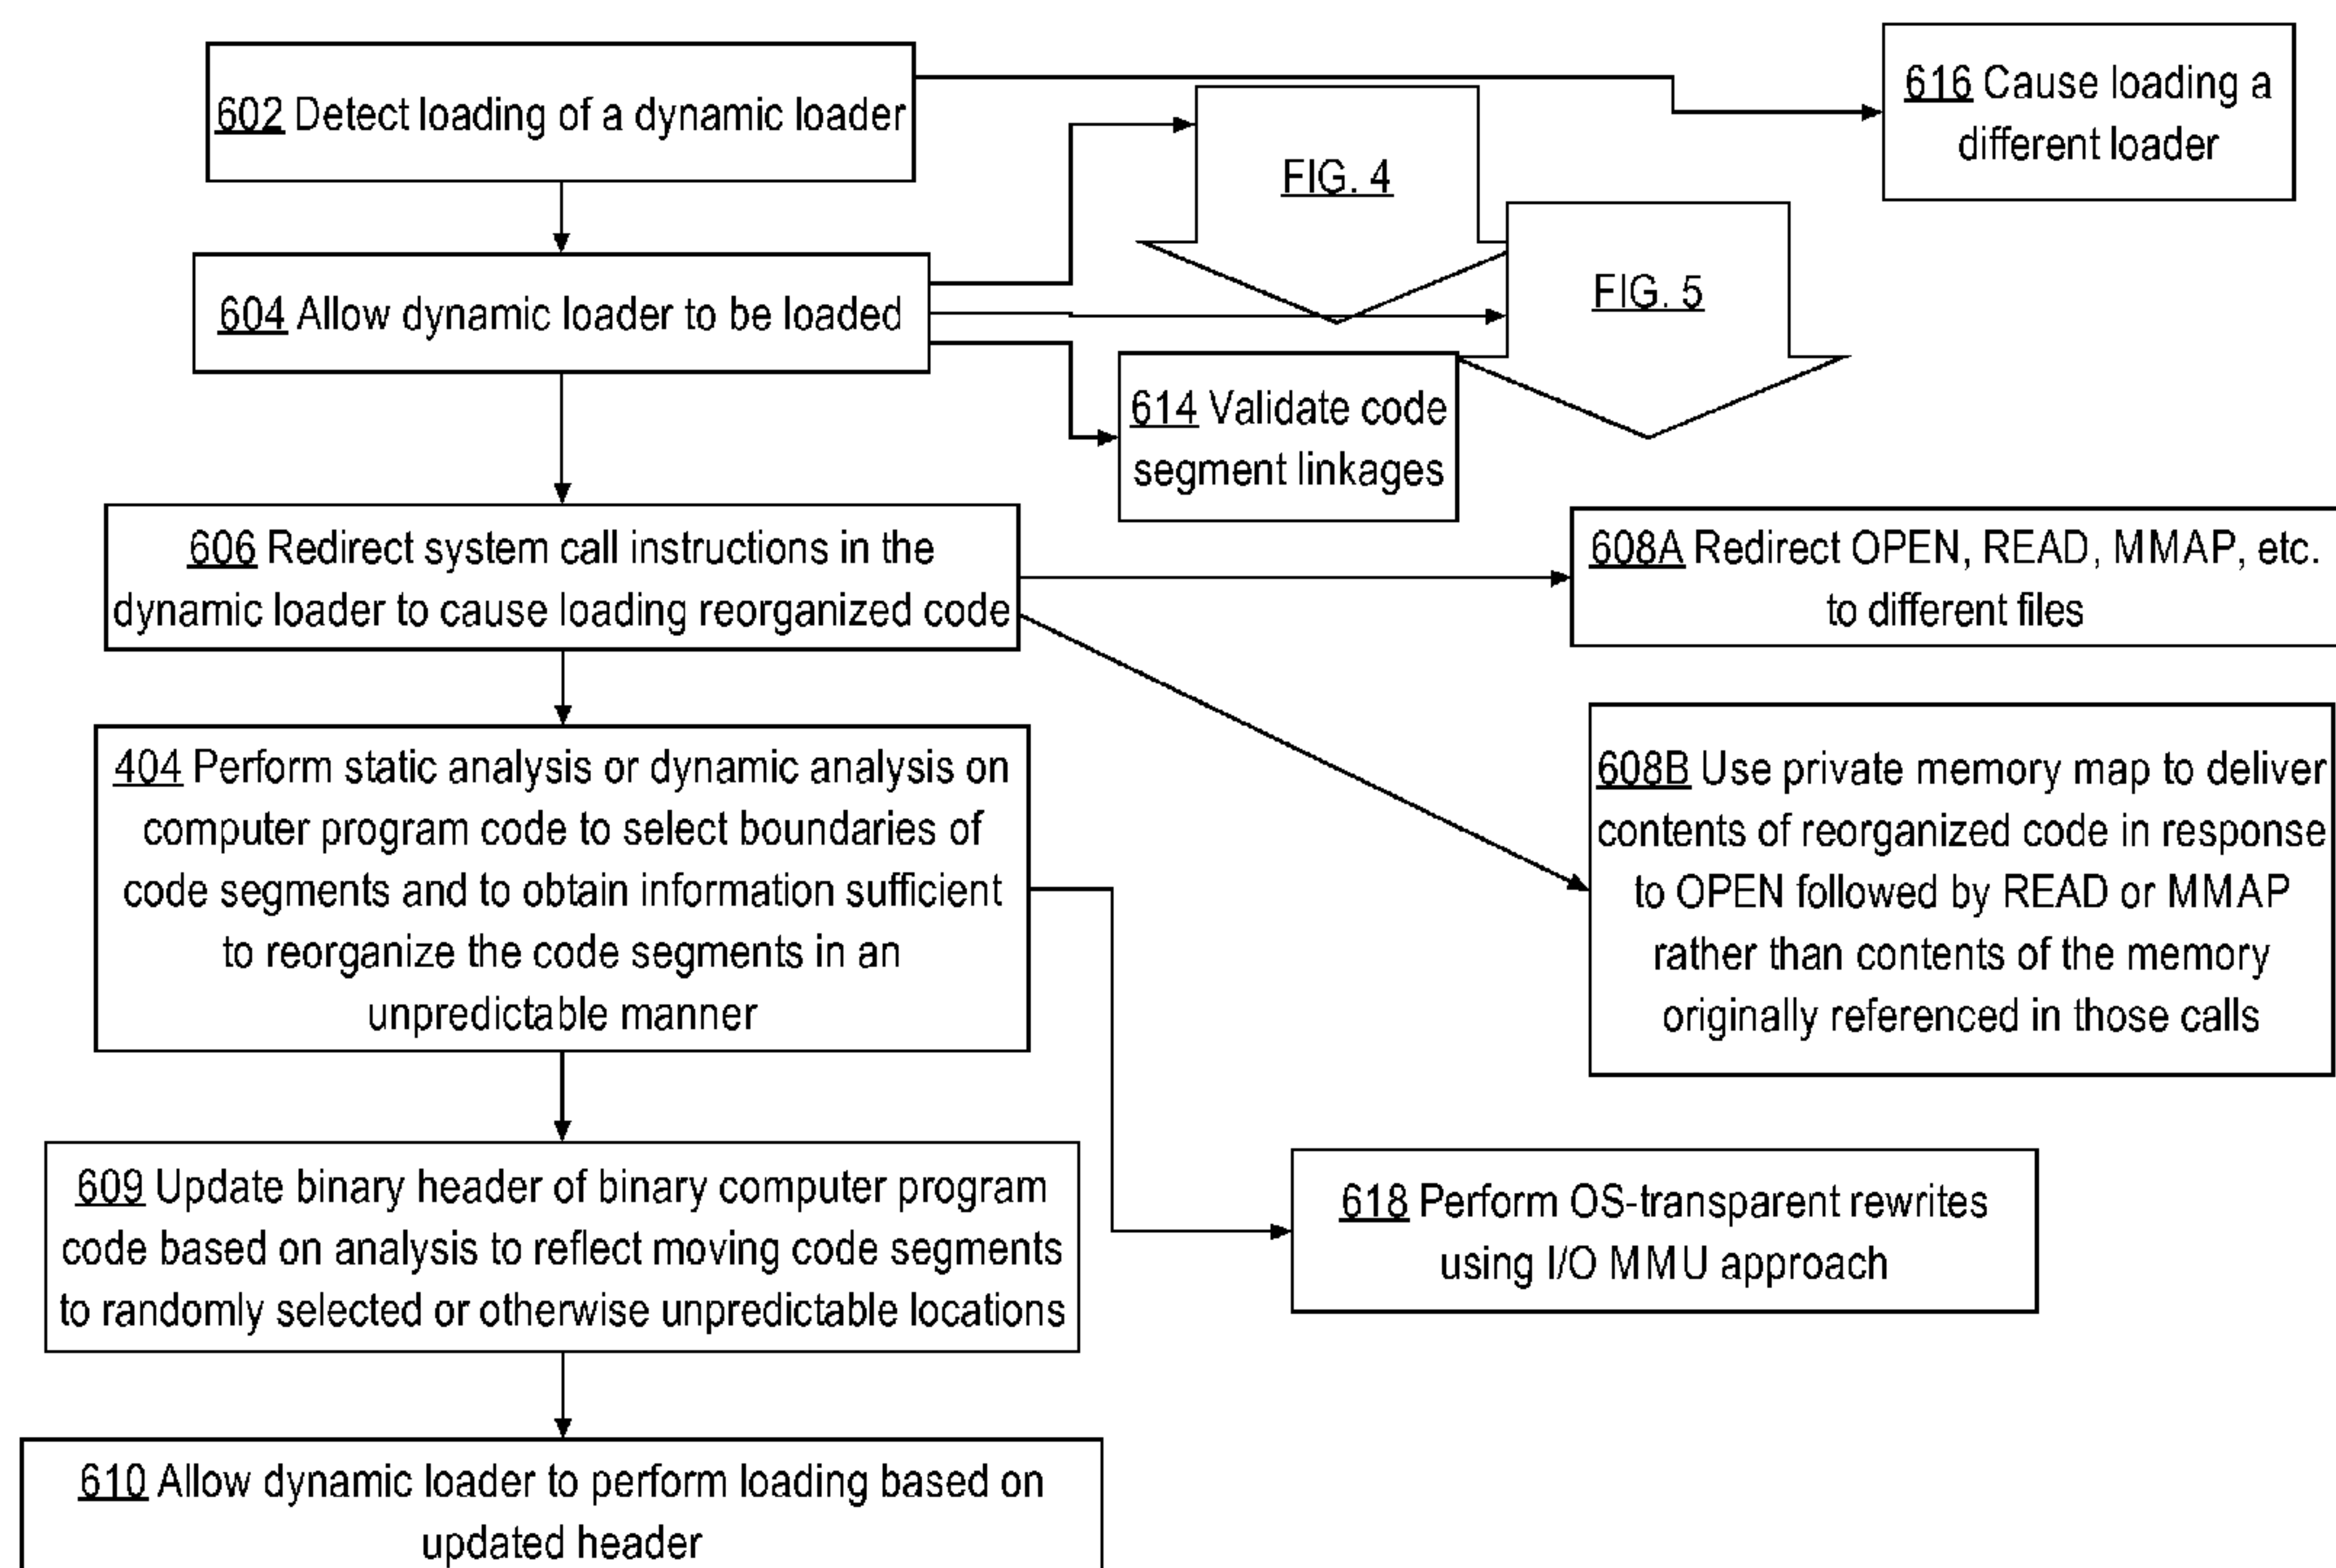 602 Detect loading of a dynamic loader
616 Cause loading a
different loader
FIG. 4
604 Allow dynamic loader to be loaded
FIG. 5
614 Validate code
segment linkages
606 Redirect system call instructions in the
dynamic loader to cause loading reorganized code
608A Redirect OPEN, READ, MMAP, etc.
to different files
404 Perform static analysis or dynamic analysis on
computer program code to select boundaries of
code segments and to obtain information sufficient
to reorganize the code segments in an
unpredictable manner
608B Use private memory map to deliver
contents of reorganized code in response
to OPEN followed by READ or MMAP
rather than contents of the memory
originally referenced in those calls
609 Update binary header of binary computer program
code based on analysis to reflect moving code segments
to randomly selected or otherwise unpredictable locations
618 Perform OS-transparent rewrites
using I/O MMU approach
610 Allow dynamic loader to perform loading based on
updated header